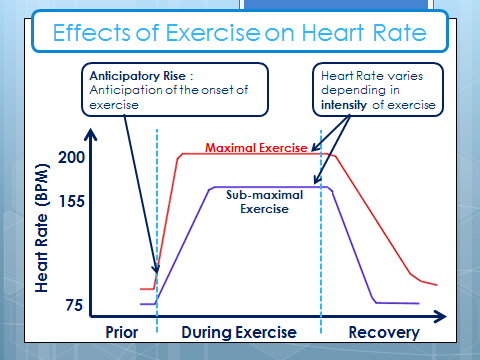 Effects of Exercise on Heart Rate
Anticipatory Rise :
Anticipation of the onset of
exercise
Heart Rate varies
depending in
intensity of exercise
Heart Rate (BPM)
200
155
75
Maximal Exercise
Sub-maximal
Exercise
Prior
During Exercise
Recovery